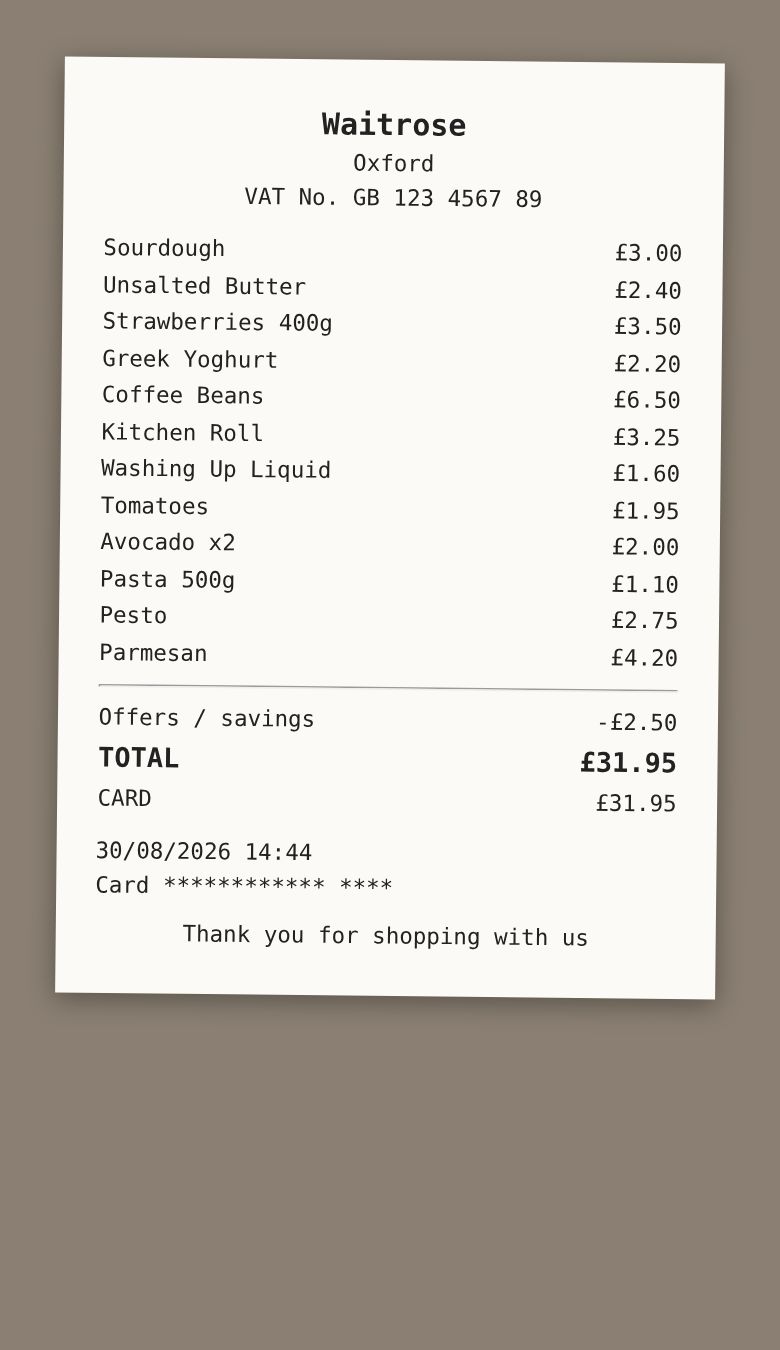 Waitrose
Oxford
VAT No. GB 123 4567 89
Sourdough £3.00
Unsalted Butter £2.40
Strawberries 400g £3.50
Greek Yoghurt £2.20
Coffee Beans £6.50
Kitchen Roll £3.25
Washing Up Liquid £1.60
Tomatoes £1.95
Avocado x2 £2.00
Pasta 500g £1.10
Pesto £2.75
Parmesan £4.20
Offers / savings -£2.50
TOTAL £31.95
CARD £31.95
30/08/2026 14:44
Card ************ ****
Thank you for shopping with us